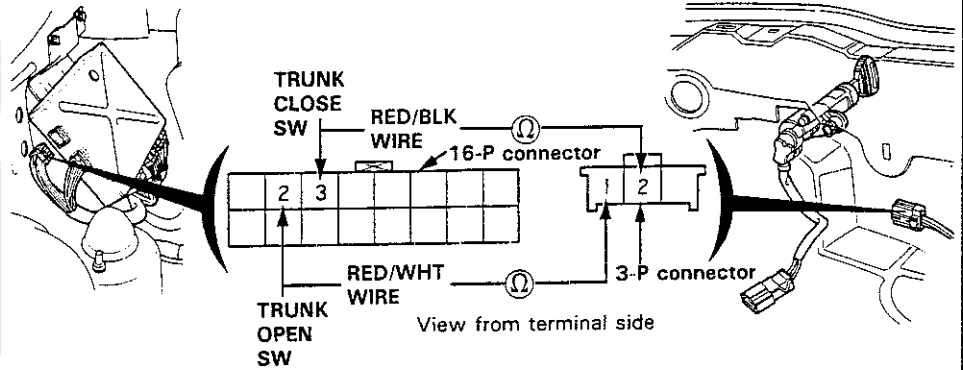 TRUNK
CLOSE
SW
RED/BLK
WIRE
Ω
16-P connector
2 3
1 2
RED/WHT
WIRE
Ω
3-P connector
TRUNK
OPEN
SW
View from terminal side